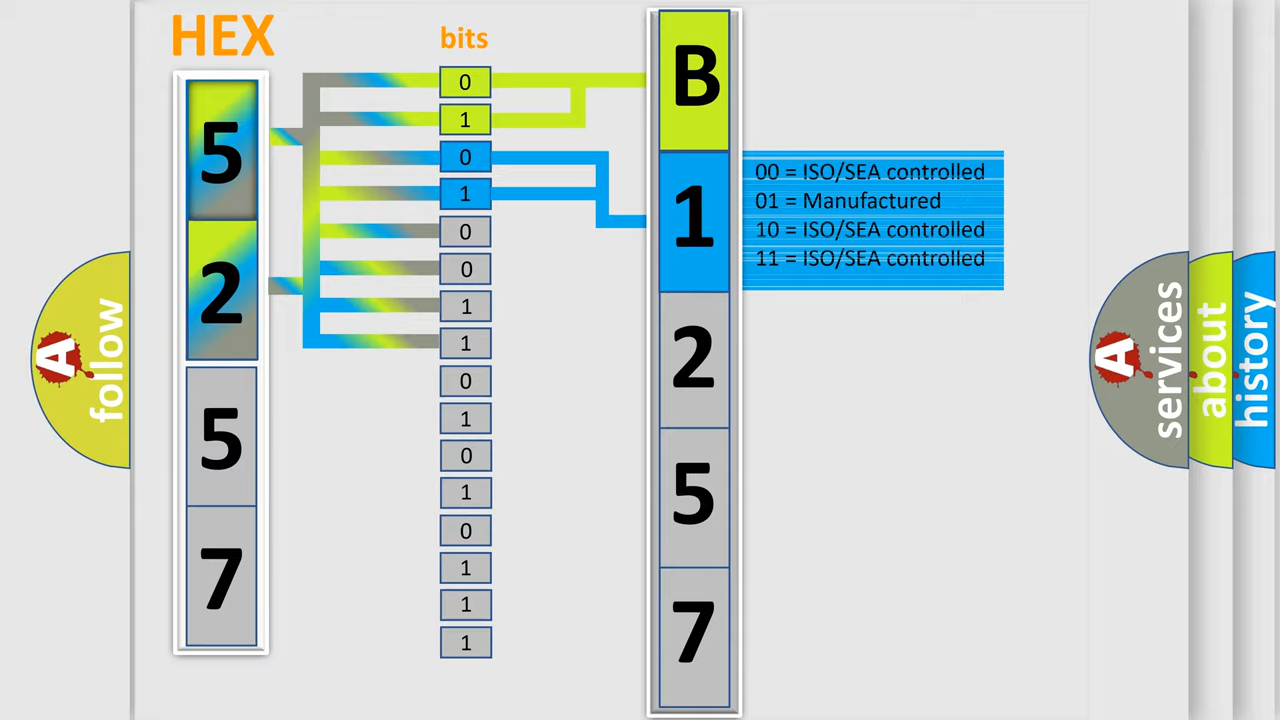 HEX
bits
5
2
5
7
0
1
0
1
0
0
1
1
0
1
0
1
0
1
1
1
B
1
2
5
7
00 = ISO/SEA controlled
01 = Manufactured
10 = ISO/SEA controlled
11 = ISO/SEA controlled
A
follow
A
services
about
history